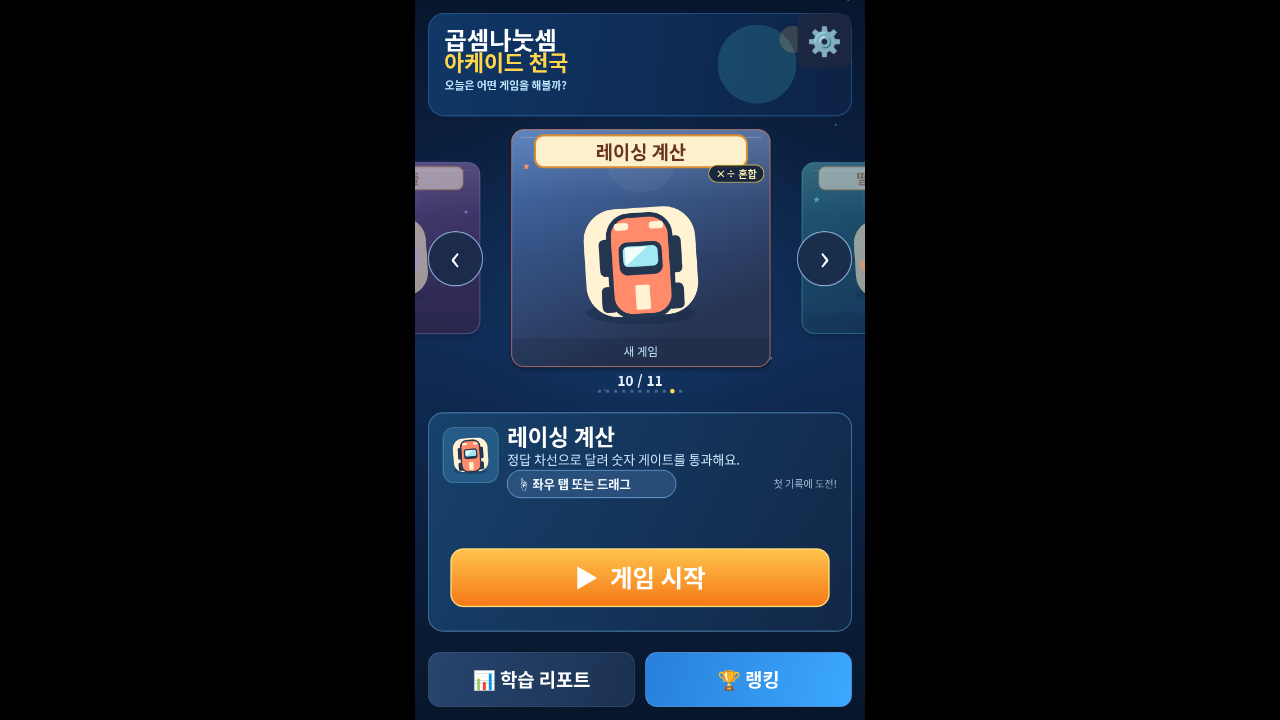 곱셈나눗셈
아케이드 천국
오늘은 어떤 게임을 해볼까?
레이싱 계산
×÷ 혼합
새 게임
10 / 11
레이싱 계산
정답 차선으로 달려 숫자 게이트를 통과해요.
좌우 탭 또는 드래그
첫 기록에 도전!
▶ 게임 시작
학습 리포트
랭킹